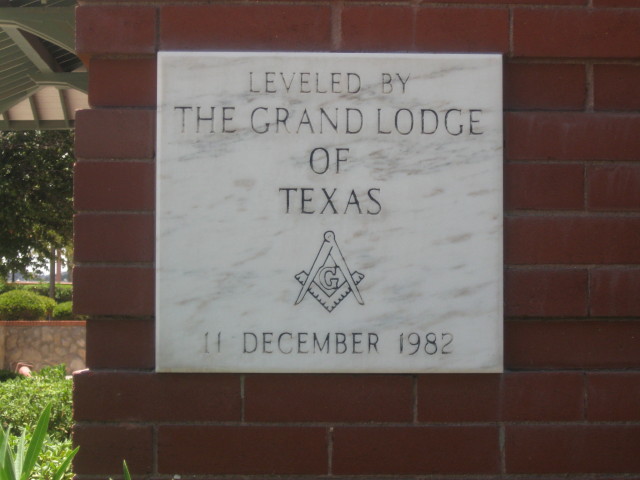 LEVELED BY
THE GRAND LODGE
OF
TEXAS
G
11 DECEMBER 1982